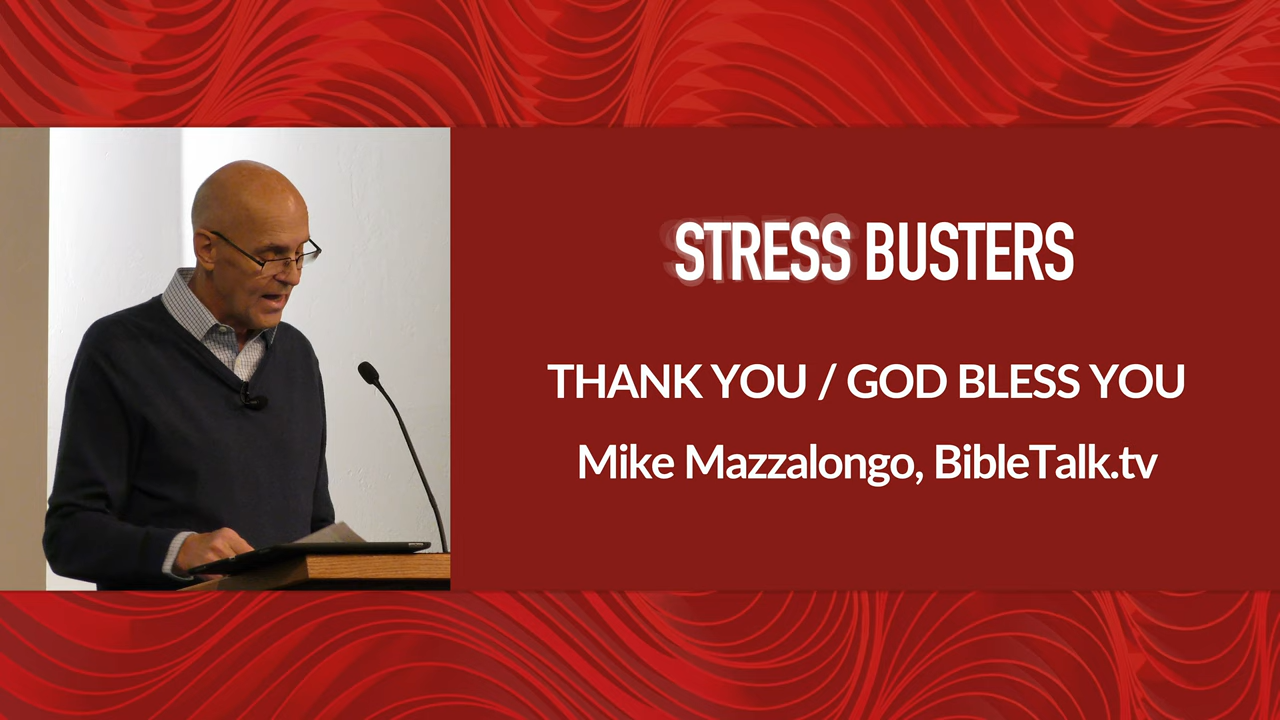 STRESS BUSTERS
THANK YOU / GOD BLESS YOU
Mike Mazzalongo, BibleTalk.tv